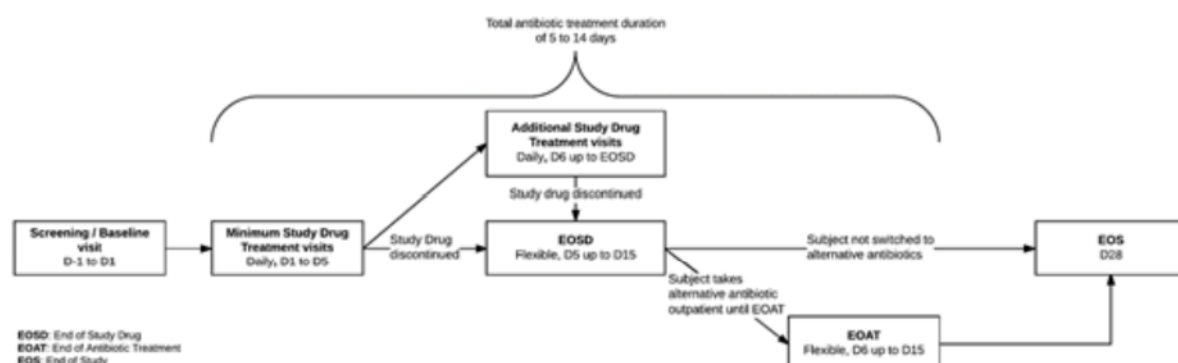 Total antibiotic treatment duration
of 5 to 14 days
Additional Study Drug
Treatment visits
Daily, D6 up to EOSD
Study drug discontinued
Screening / Baseline
visit
D-1 to D1
Minimum Study Drug
Treatment visits
Daily, D1 to D5
Study Drug
discontinued
EOSD
Flexible, D5 up to D15
Subject not switched to
alternative antibiotics
EOS
D28
Subject takes
alternative antibiotic
outpatient until EOAT
EOAT
Flexible, D6 up to D15
EOSD: End of Study Drug
EOAT: End of Antibiotic Treatment
EOS: End of Study